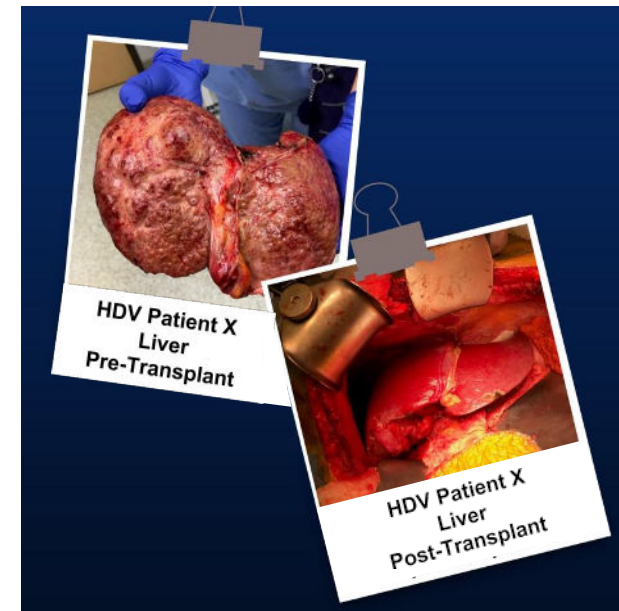 HDV Patient X
Liver
Pre-Transplant
HDV Patient X
Liver
Post-Transplant